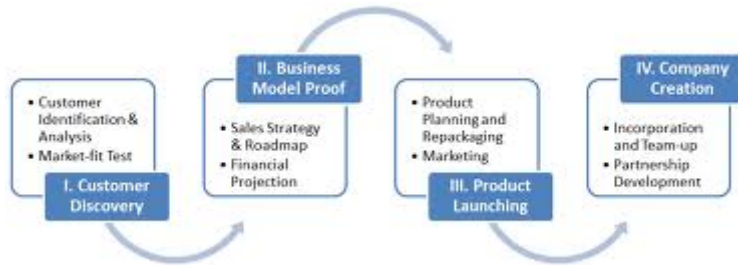 • Customer
Identification &
Analysis
• Market-fit Test
I. Customer
Discovery
II. Business
Model Proof
• Sales Strategy
& Roadmap
• Financial
Projection
• Product
Planning and
Repackaging
• Marketing
III. Product
Launching
IV. Company
Creation
• Incorporation
and Team-up
• Partnership
Development